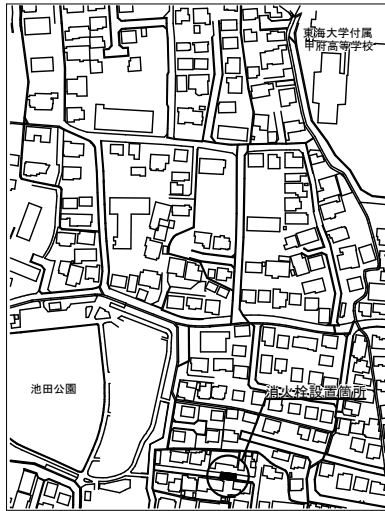 東海大学付属
甲府高等学校
池田公園
消火栓設置箇所